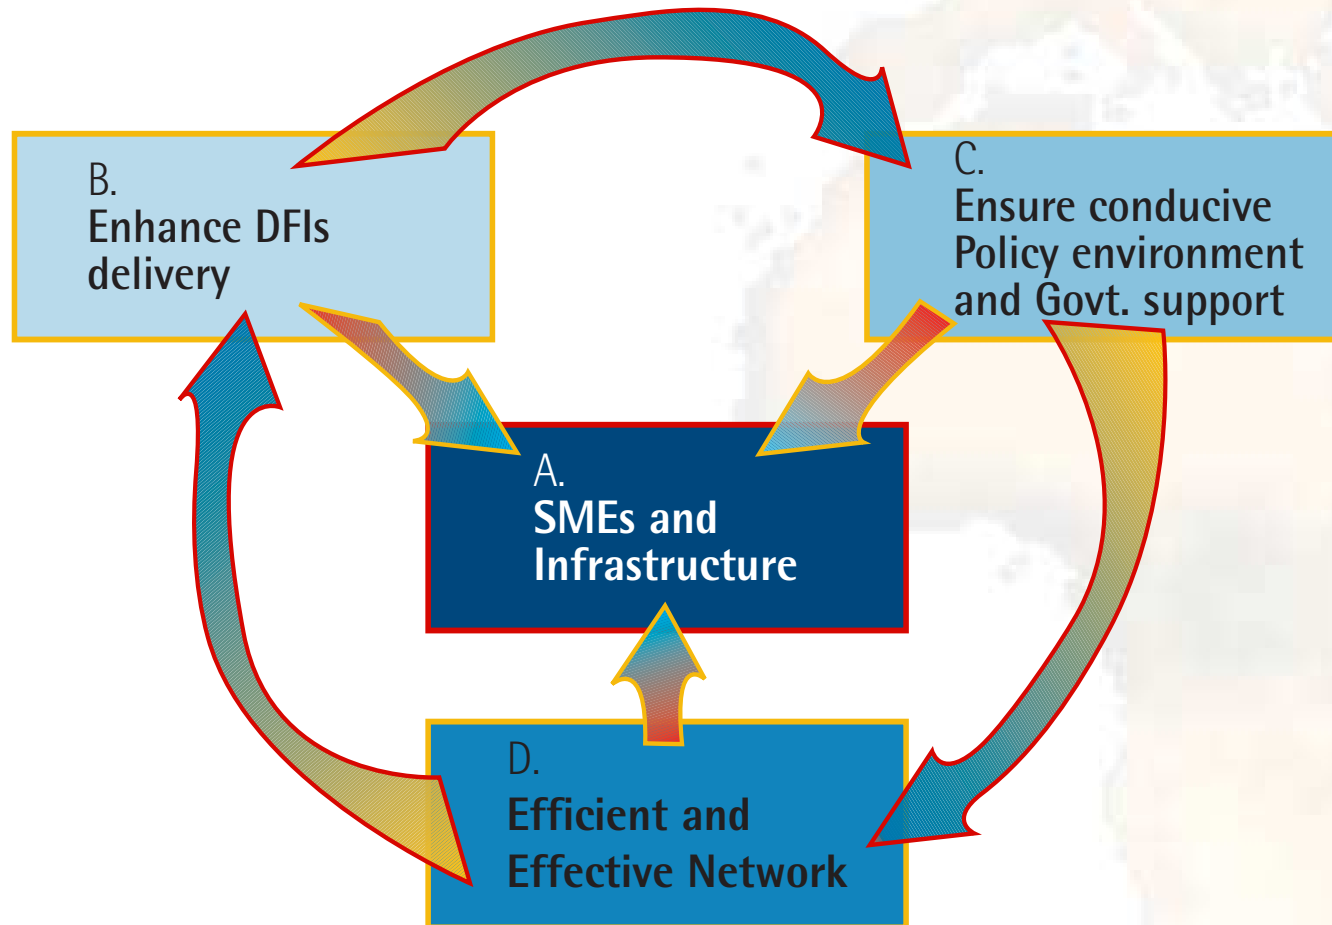 B.
Enhance DFIs
delivery
C.
Ensure conducive
Policy environment
and Govt. support
A.
SMEs and
Infrastructure
D.
Efficient and
Effective Network